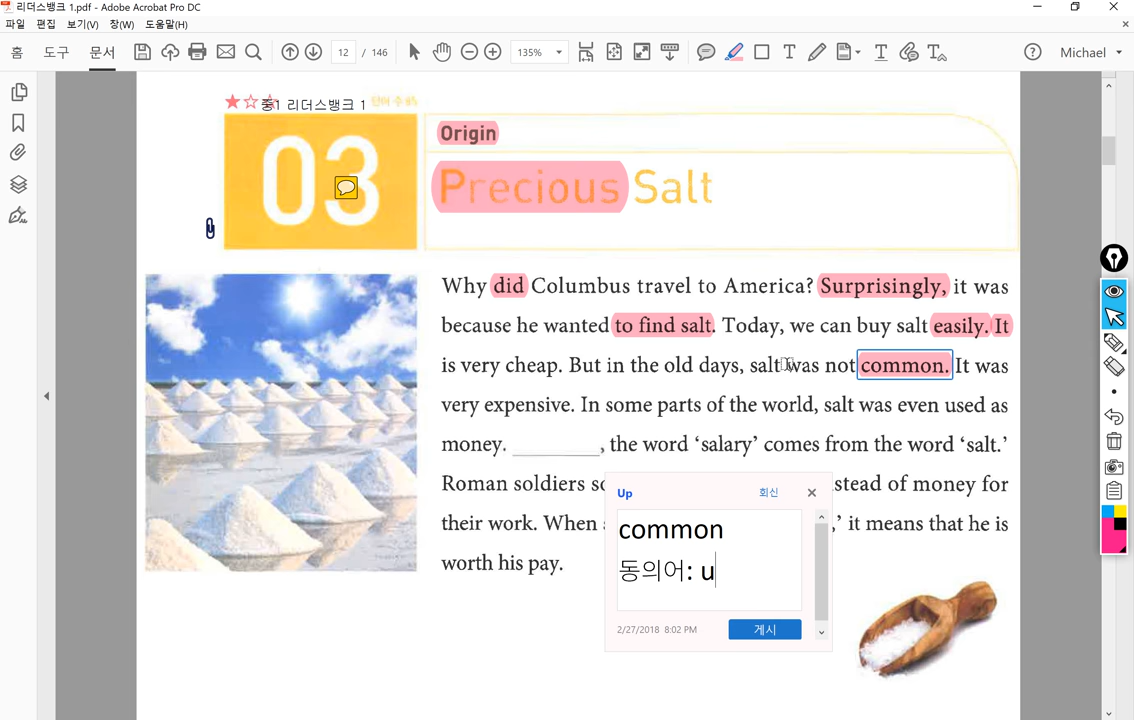 리더스뱅크 1.pdf - Adobe Acrobat Pro DC
파일 편집 보기(V) 창(W) 도움말(H)
홈 도구 문서 12 / 146 135% Michael
중1 리더스뱅크 1 단어 수 85
03
Origin
Precious Salt
Why did Columbus travel to America? Surprisingly, it was
because he wanted to find salt. Today, we can buy salt easily. It
is very cheap. But in the old days, salt was not common. It was
very expensive. In some parts of the world, salt was even used as
money. ________, the word ‘salary’ comes from the word ‘salt.’
Roman soldiers stead of money for
their work. When ,’ it means that he is
worth his pay.
Up 회신
common
동의어: u
2/27/2018 8:02 PM 게시